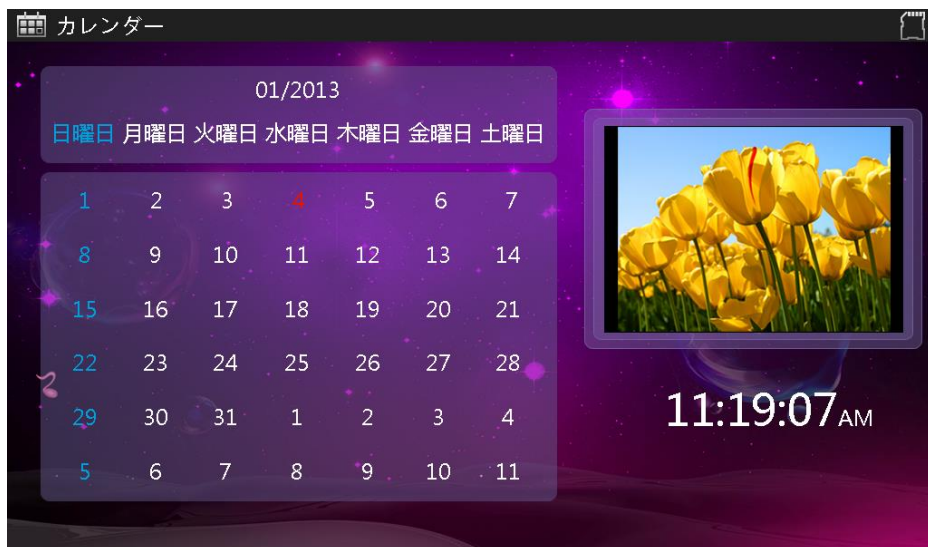 カレンダー
01/2013
日曜日 月曜日 火曜日 水曜日 木曜日 金曜日 土曜日
1 2 3 4 5 6 7
8 9 10 11 12 13 14
15 16 17 18 19 20 21
22 23 24 25 26 27 28
29 30 31 1 2 3 4
5 6 7 8 9 10 11
11:19:07AM